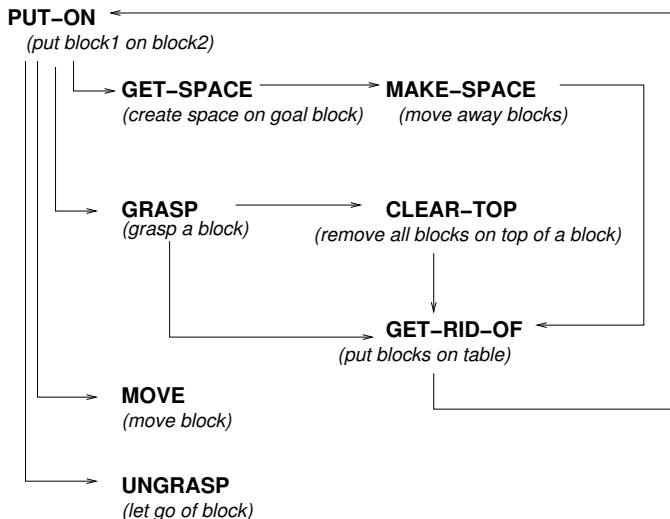 PUT–ON
(put block1 on block2)
GET–SPACE
(create space on goal block)
MAKE–SPACE
(move away blocks)
GRASP
(grasp a block)
CLEAR–TOP
(remove all blocks on top of a block)
GET–RID–OF
(put blocks on table)
MOVE
(move block)
UNGRASP
(let go of block)